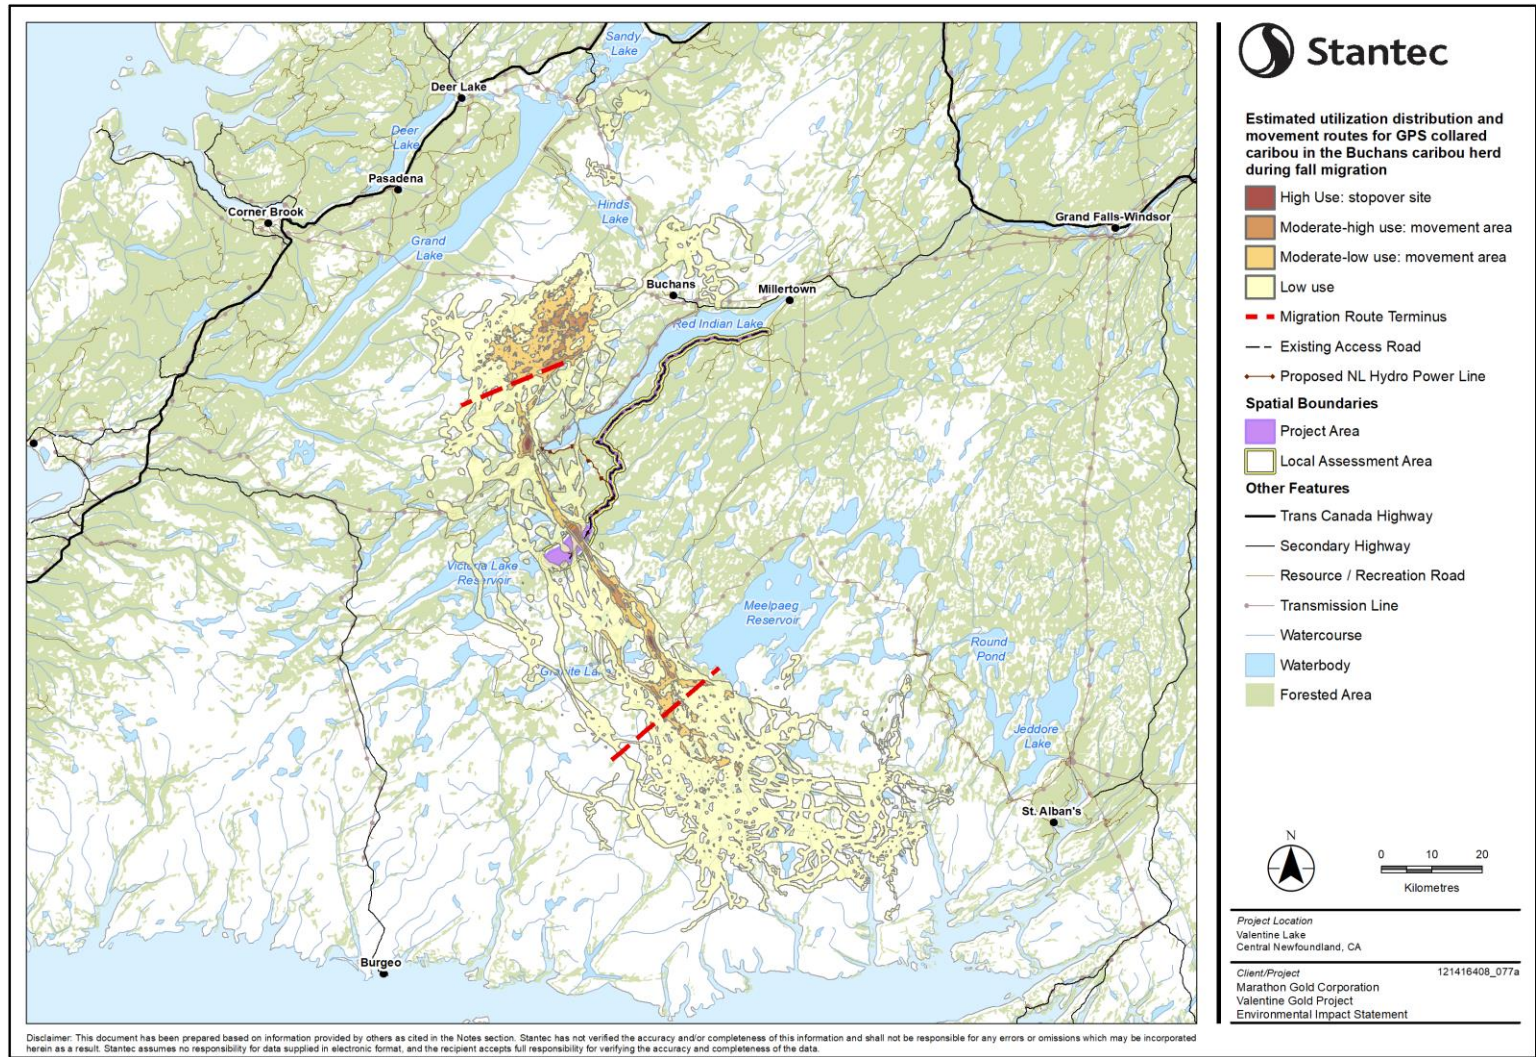 Sandy
Lake
Deer Lake
Deer
Lake
Pasadena
Corner Brook
Hinds
Lake
Grand
Lake
Grand Falls-Windsor
Buchans
Millertown
Red Indian Lake
Victoria Lake
Reservoir
Meelpaeg
Reservoir
Round
Pond
Granite Lake
Jeddore
Lake
St. Alban's
Burgeo
Stantec
Estimated utilization distribution and
movement routes for GPS collared
caribou in the Buchans caribou herd
during fall migration
High Use: stopover site
Moderate-high use: movement area
Moderate-low use: movement area
Low use
Migration Route Terminus
Existing Access Road
Proposed NL Hydro Power Line
Spatial Boundaries
Project Area
Local Assessment Area
Other Features
Trans Canada Highway
Secondary Highway
Resource / Recreation Road
Transmission Line
Watercourse
Waterbody
Forested Area
N
0 10 20
Kilometres
Project Location
Valentine Lake
Central Newfoundland, CA
Client/Project 121416408_077a
Marathon Gold Corporation
Valentine Gold Project
Environmental Impact Statement
Disclaimer: This document has been prepared based on information provided by others as cited in the Notes section. Stantec has not verified the accuracy and/or completeness of this information and shall not be responsible for any errors or omissions which may be incorporated
herein as a result. Stantec assumes no responsibility for data supplied in electronic format, and the recipient accepts full responsibility for verifying the accuracy and completeness of the data.